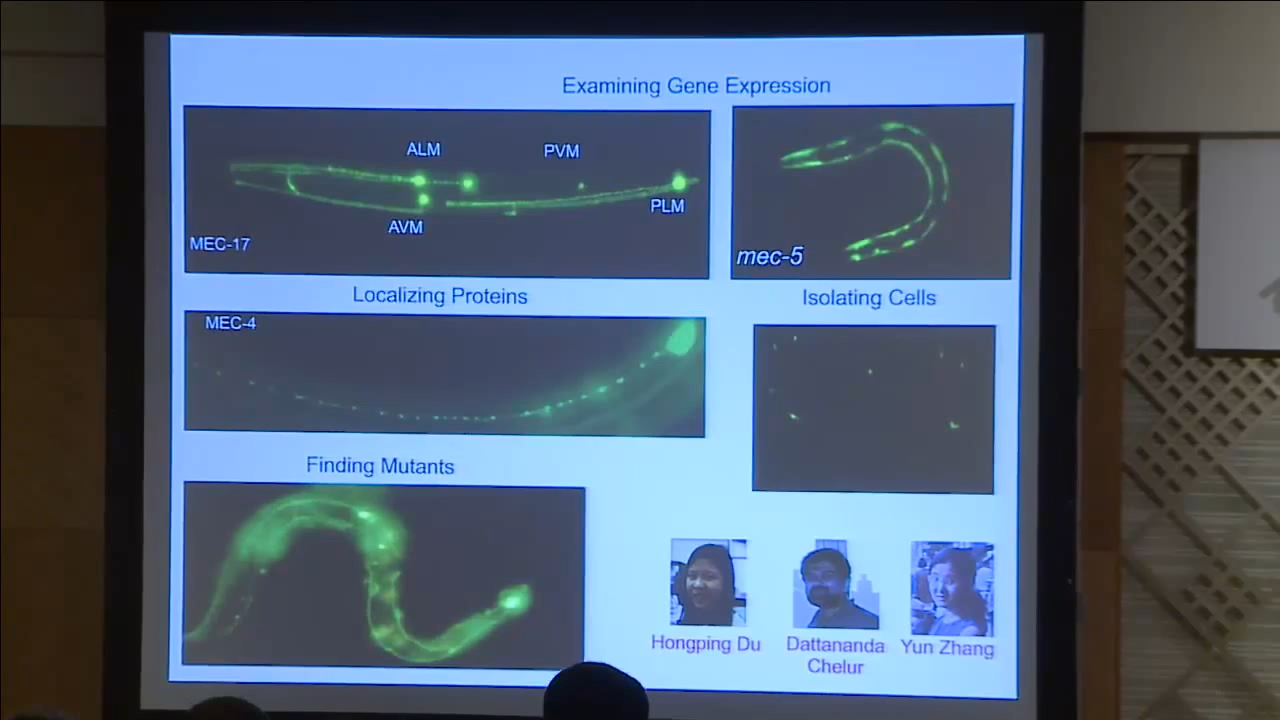 Examining Gene Expression
ALM
PVM
PLM
AVM
MEC-17
mec-5
Localizing Proteins
Isolating Cells
MEC-4
Finding Mutants
Hongping Du
Dattananda
Chelur
Yun Zhang